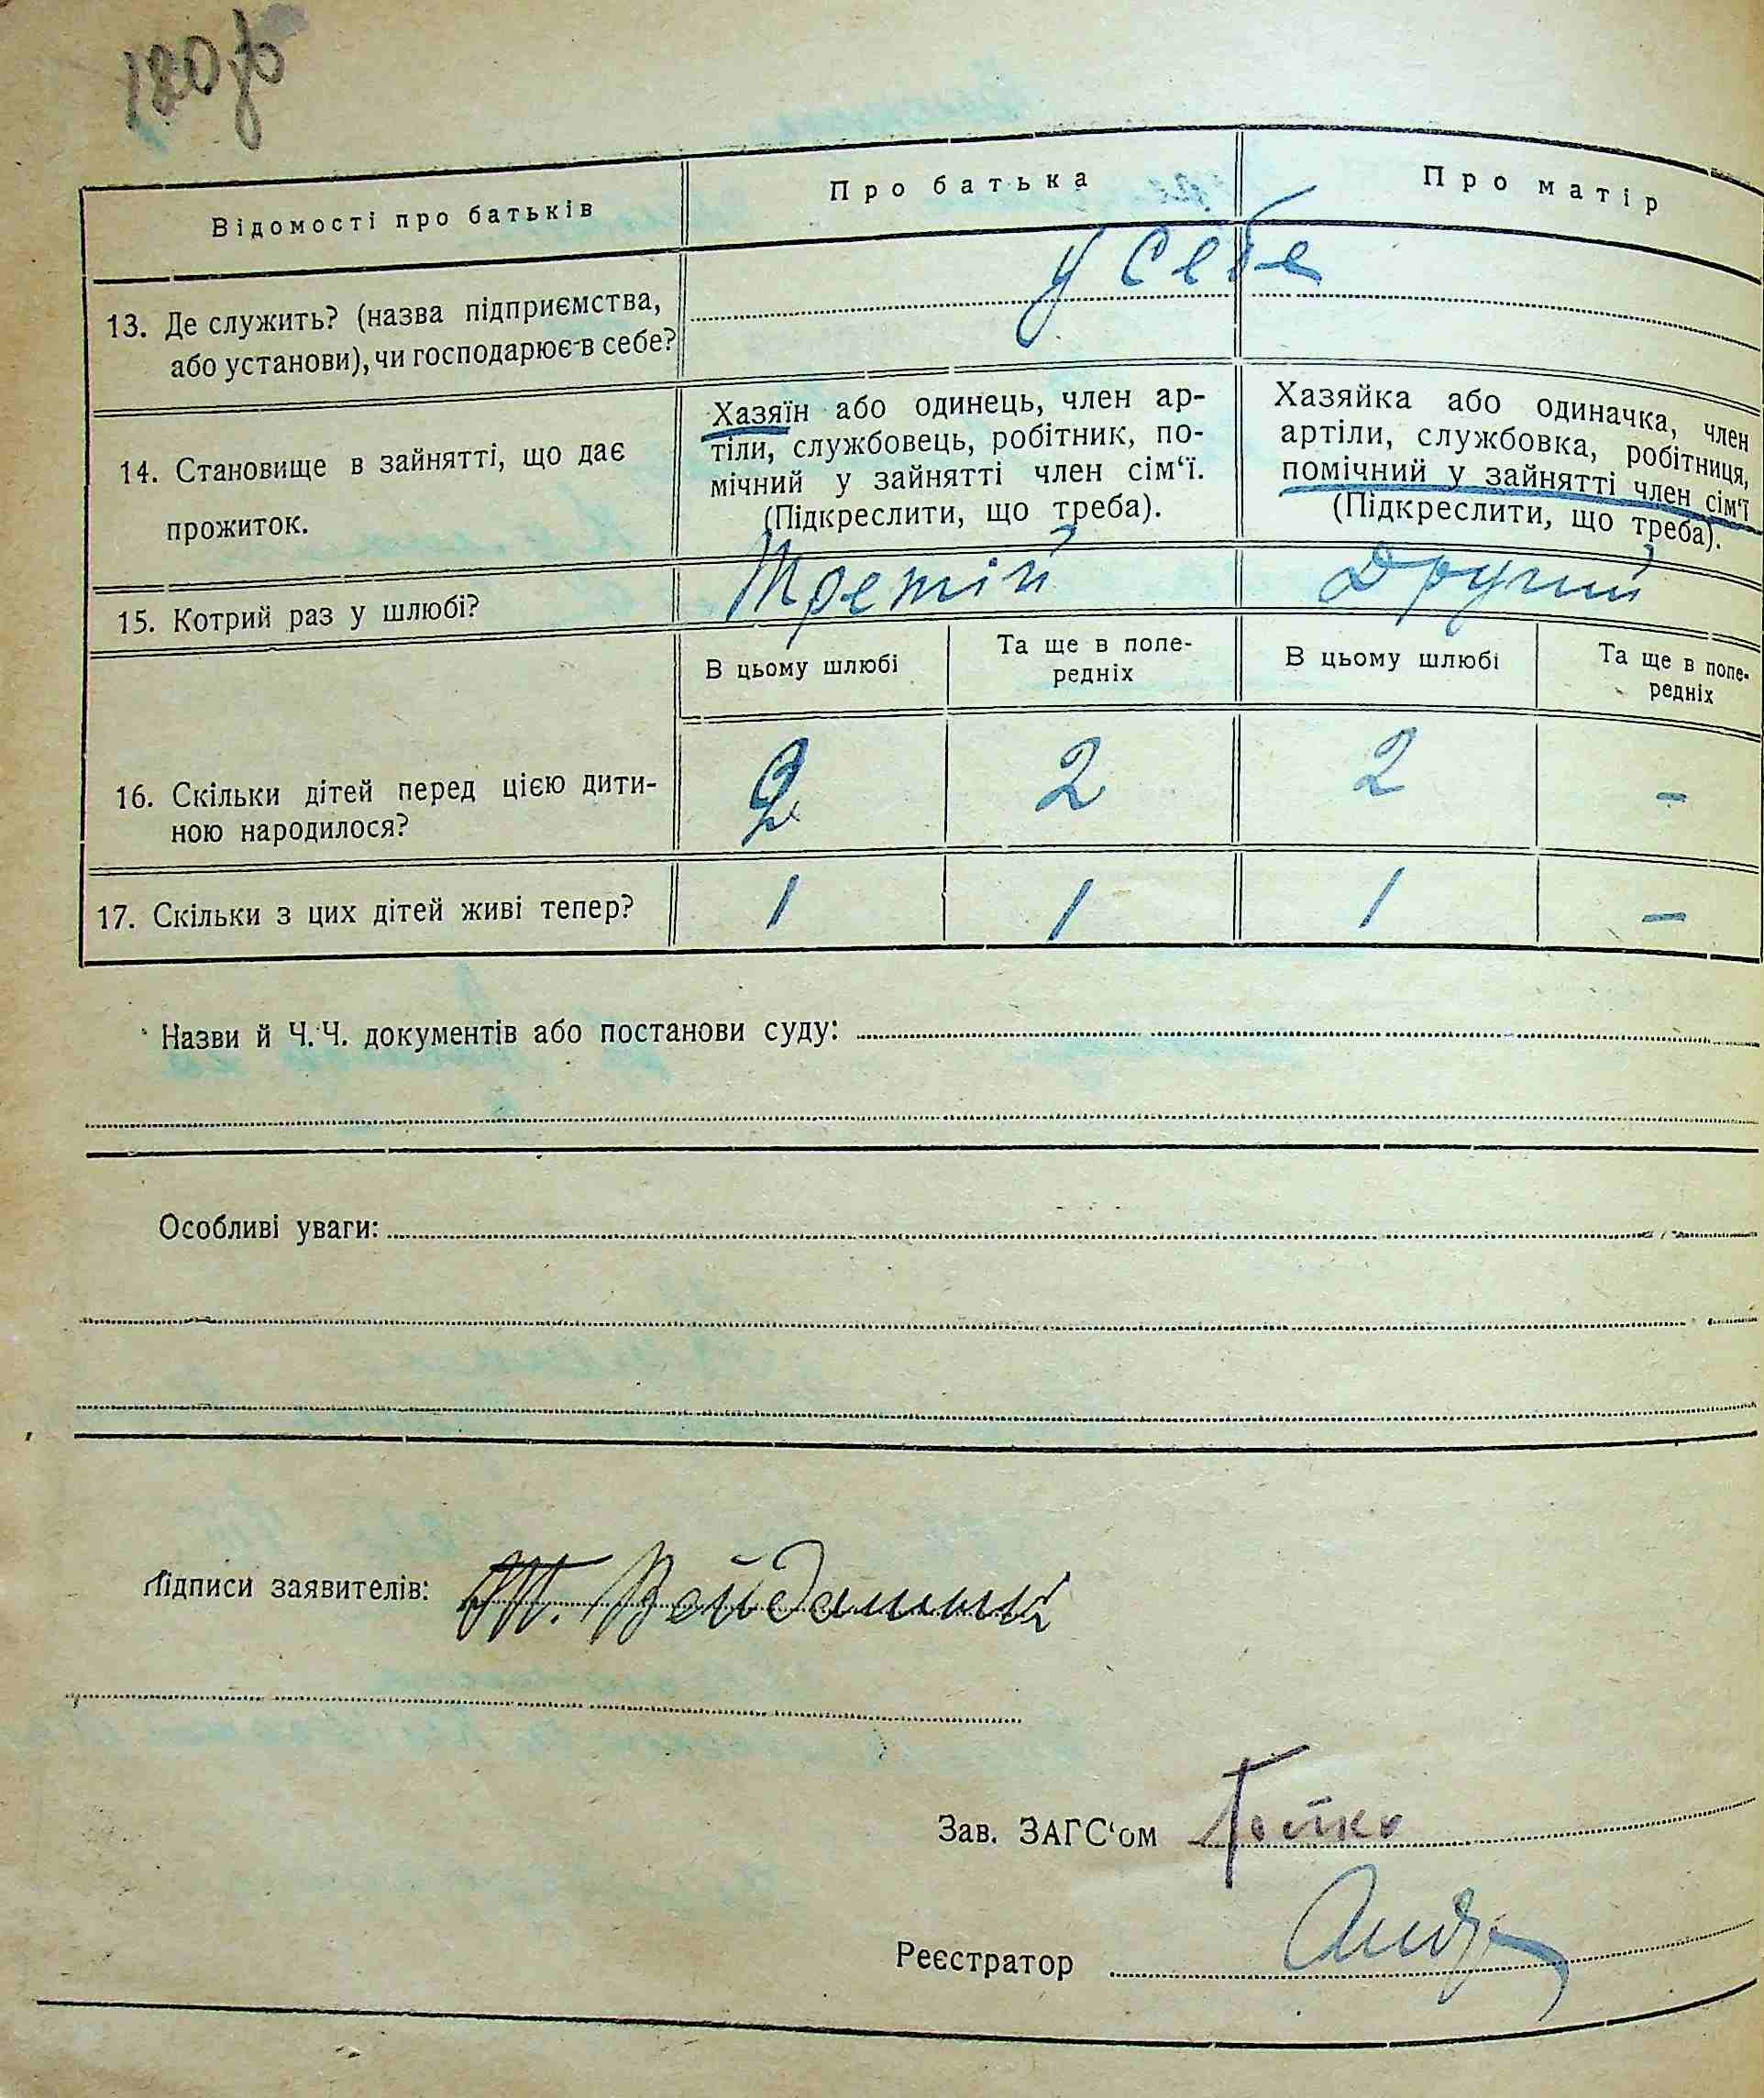 Відомості про батьків Про батька Про матір
13. Де служить? (назва підприємства,
або установи), чи господарює в себе?
у себе
14. Становище в зайнятті, що дає
прожиток.
Хазяїн або одинець, член ар-
тіли, службовець, робітник, по-
мічний у зайнятті член сім‘ї.
(Підкреслити, що треба).
Хазяйка або одиначка, член
артіли, службовка, робітниця,
помічний у зайнятті член сім‘ї
(Підкреслити, що треба).
15. Котрий раз у шлюбі? Третій Другий
В цьому шлюбі Та ще в попе-
редніх В цьому шлюбі Та ще в попе-
редніх
16. Скільки дітей перед цією дити-
ною народилося? 2 2 2 -
17. Скільки з цих дітей живі тепер? 1 1 1 -
Назви й Ч.Ч. документів або постанови суду:
Особливі уваги:
Підписи заявителів:
Зав. ЗАГС‘ом Бойко
Реєстратор